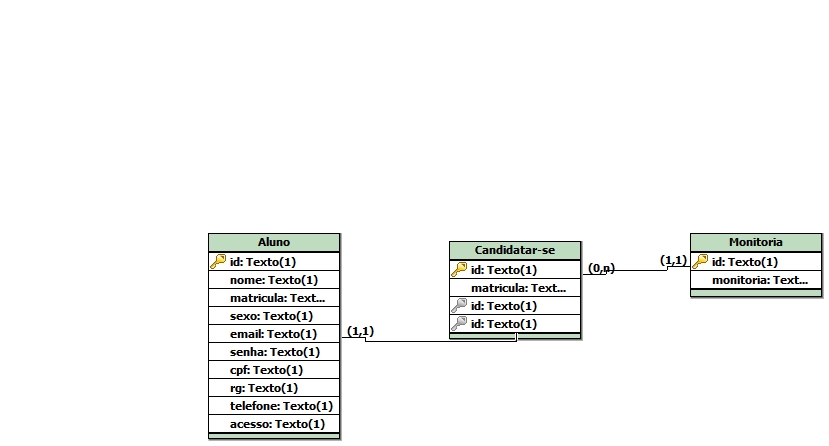 Aluno
id: Texto(1)
nome: Texto(1)
matricula: Text...
sexo: Texto(1)
email: Texto(1)
senha: Texto(1)
cpf: Texto(1)
rg: Texto(1)
telefone: Texto(1)
acesso: Texto(1)
(1,1)
Candidatar-se
id: Texto(1)
matricula: Text...
id: Texto(1)
id: Texto(1)
(0,n)
(1,1)
Monitoria
id: Texto(1)
monitoria: Text...